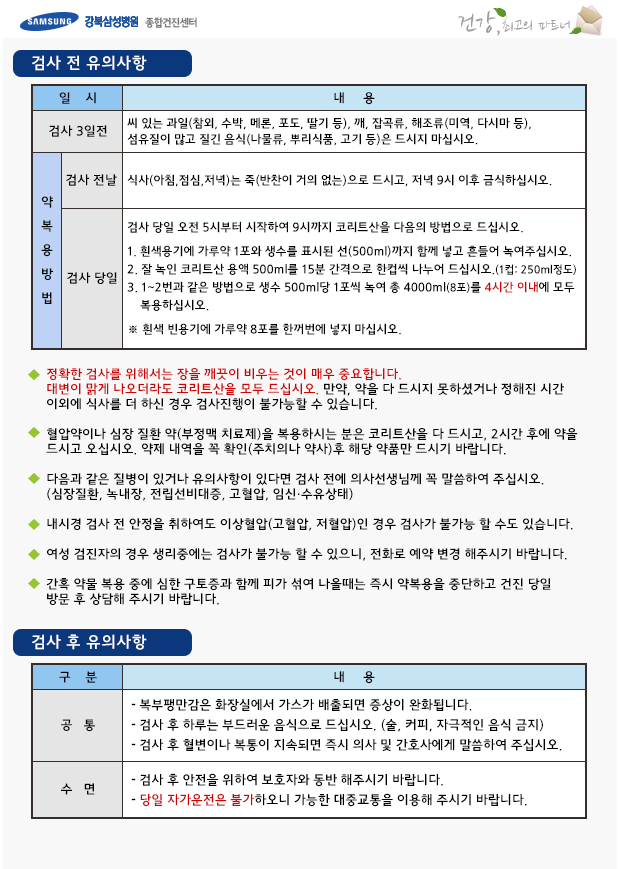 SAMSUNG 강북삼성병원 종합건진센터
건강, 최고의 파트너
검사 전 유의사항
일 시 내 용
검사 3일전 씨 있는 과일(참외, 수박, 메론, 포도, 딸기 등), 깨, 잡곡류, 해조류(미역, 다시마 등),
섬유질이 많고 질긴 음식(나물류, 뿌리식품, 고기 등)은 드시지 마십시오.
약복용방법
검사 전날 식사(아침,점심,저녁)는 죽(반찬이 거의 없는)으로 드시고, 저녁 9시 이후 금식하십시오.
검사 당일 검사 당일 오전 5시부터 시작하여 9시까지 코리트산을 다음의 방법으로 드십시오.
1. 흰색용기에 가루약 1포와 생수를 표시된 선(500ml)까지 함께 넣고 흔들어 녹여주십시오.
2. 잘 녹인 코리트산 용액 500ml를 15분 간격으로 한컵씩 나누어 드십시오.(1컵: 250ml정도)
3. 1~2번과 같은 방법으로 생수 500ml당 1포씩 녹여 총 4000ml(8포)를 4시간 이내에 모두
복용하십시오.
※ 흰색 빈용기에 가루약 8포를 한꺼번에 넣지 마십시오.
◆ 정확한 검사를 위해서는 장을 깨끗이 비우는 것이 매우 중요합니다.
대변이 맑게 나오더라도 코리트산을 모두 드십시오. 만약, 약을 다 드시지 못하셨거나 정해진 시간
이외에 식사를 더 하신 경우 검사진행이 불가능할 수 있습니다.
◆ 혈압약이나 심장 질환 약(부정맥 치료제)을 복용하시는 분은 코리트산을 다 드시고, 2시간 후에 약을
드시고 오십시오. 약제 내역을 꼭 확인(주치의나 약사)후 해당 약품만 드시기 바랍니다.
◆ 다음과 같은 질병이 있거나 유의사항이 있다면 검사 전에 의사선생님께 꼭 말씀하여 주십시오.
(심장질환, 녹내장, 전립선비대증, 고혈압, 임신·수유상태)
◆ 내시경 검사 전 안정을 취하여도 이상혈압(고혈압, 저혈압)인 경우 검사가 불가능 할 수도 있습니다.
◆ 여성 검진자의 경우 생리중에는 검사가 불가능 할 수 있으니, 전화로 예약 변경 해주시기 바랍니다.
◆ 간혹 약물 복용 중에 심한 구토증과 함께 피가 섞여 나올때는 즉시 약복용을 중단하고 건진 당일
방문 후 상담해 주시기 바랍니다.
검사 후 유의사항
구 분 내 용
공 통 - 복부팽만감은 화장실에서 가스가 배출되면 증상이 완화됩니다.
- 검사 후 하루는 부드러운 음식으로 드십시오. (술, 커피, 자극적인 음식 금지)
- 검사 후 혈변이나 복통이 지속되면 즉시 의사 및 간호사에게 말씀하여 주십시오.
수 면 - 검사 후 안전을 위하여 보호자와 동반 해주시기 바랍니다.
- 당일 자가운전은 불가하오니 가능한 대중교통을 이용해 주시기 바랍니다.